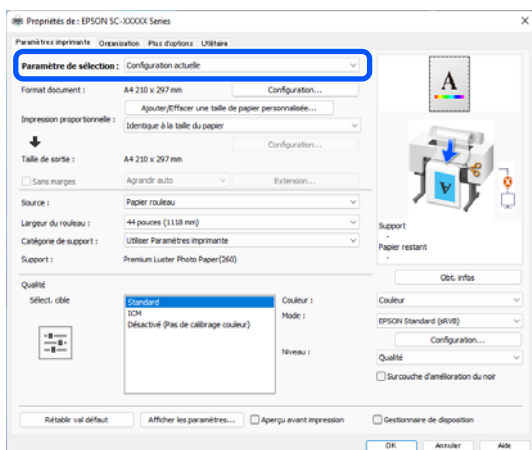 Propriétés de : EPSON SC-XXXXX Series
Paramètres imprimante Organisation Plus d'options Utilitaire
Paramètre de sélection : Configuration actuelle
Format document : A4 210 x 297 mm Configuration...
Ajouter/Effacer une taille de papier personnalisée...
Impression proportionnelle : Identique à la taille du papier
Configuration...
Taille de sortie : A4 210 x 297 mm
Sans marges Agrandir auto Extension...
Source : Papier rouleau
Largeur du rouleau : 44 pouces (1118 mm)
Catégorie de support : Utiliser Paramètres imprimante
Support : Premium Luster Photo Paper(260)
A
A
Support
-
Papier restant
-
Obt. infos
Qualité
Sélect. cible
Standard
ICM
Désactivé (Pas de calibrage couleur)
Couleur : Couleur
Mode : EPSON Standard (sRVB)
Configuration...
Niveau : Qualité
Surcouche d'amélioration du noir
Rétablir val défaut Afficher les paramètres... Aperçu avant impression Gestionnaire de disposition
OK Annuler Aide